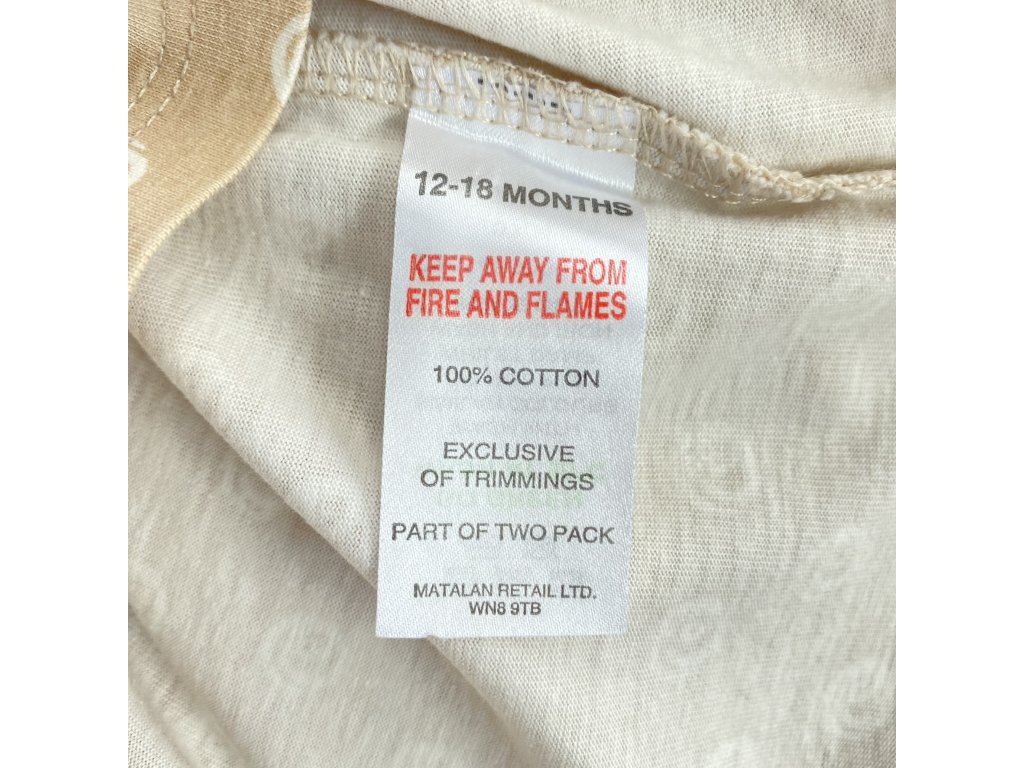 12-18 MONTHS
KEEP AWAY FROM
FIRE AND FLAMES
100% COTTON
EXCLUSIVE
OF TRIMMINGS
PART OF TWO PACK
MATALAN RETAIL LTD.
WN8 9TB